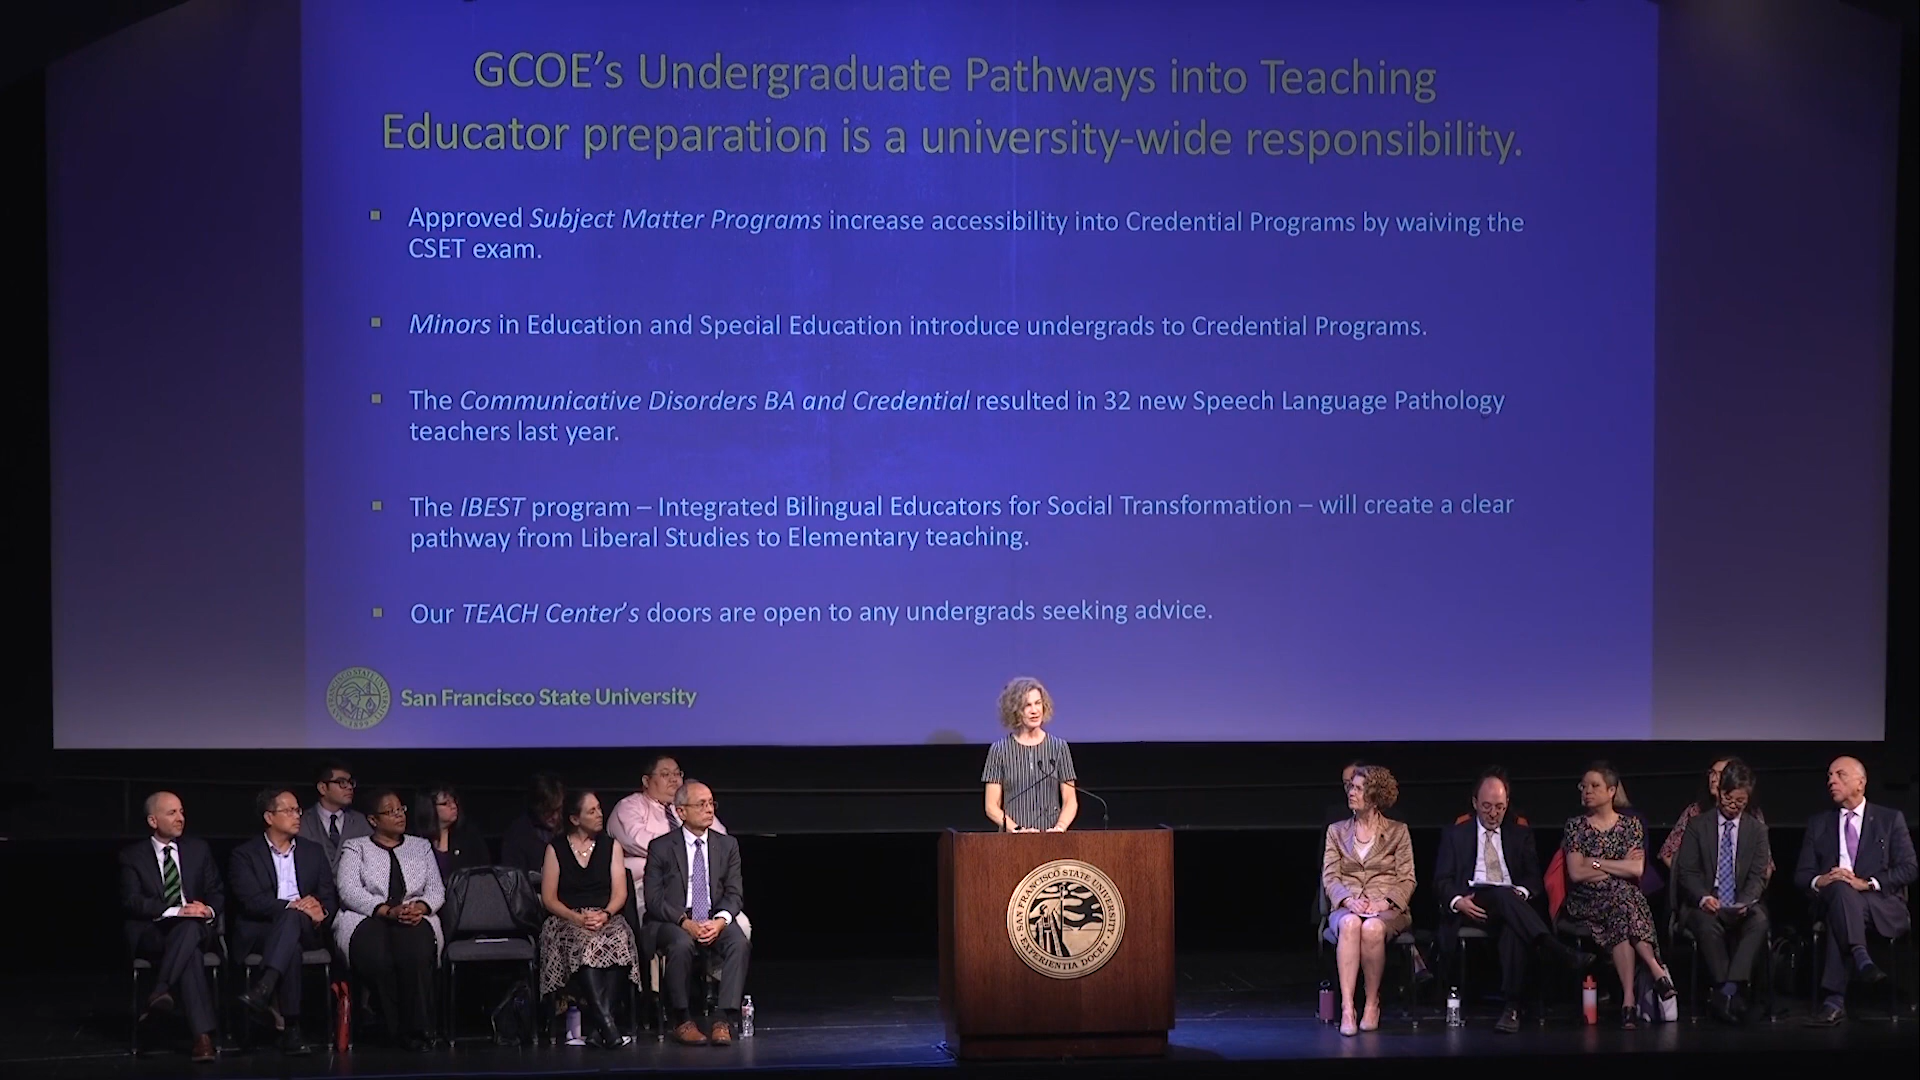 GCOE's Undergraduate Pathways into Teaching
Educator preparation is a university-wide responsibility.
▪ Approved Subject Matter Programs increase accessibility into Credential Programs by waiving the
CSET exam.
▪ Minors in Education and Special Education introduce undergrads to Credential Programs.
▪ The Communicative Disorders BA and Credential resulted in 32 new Speech Language Pathology
teachers last year.
▪ The IBEST program – Integrated Bilingual Educators for Social Transformation – will create a clear
pathway from Liberal Studies to Elementary teaching.
▪ Our TEACH Center's doors are open to any undergrads seeking advice.
San Francisco State University
SAN FRANCISCO STATE UNIVERSITY
EXPERIENTIA DOCET